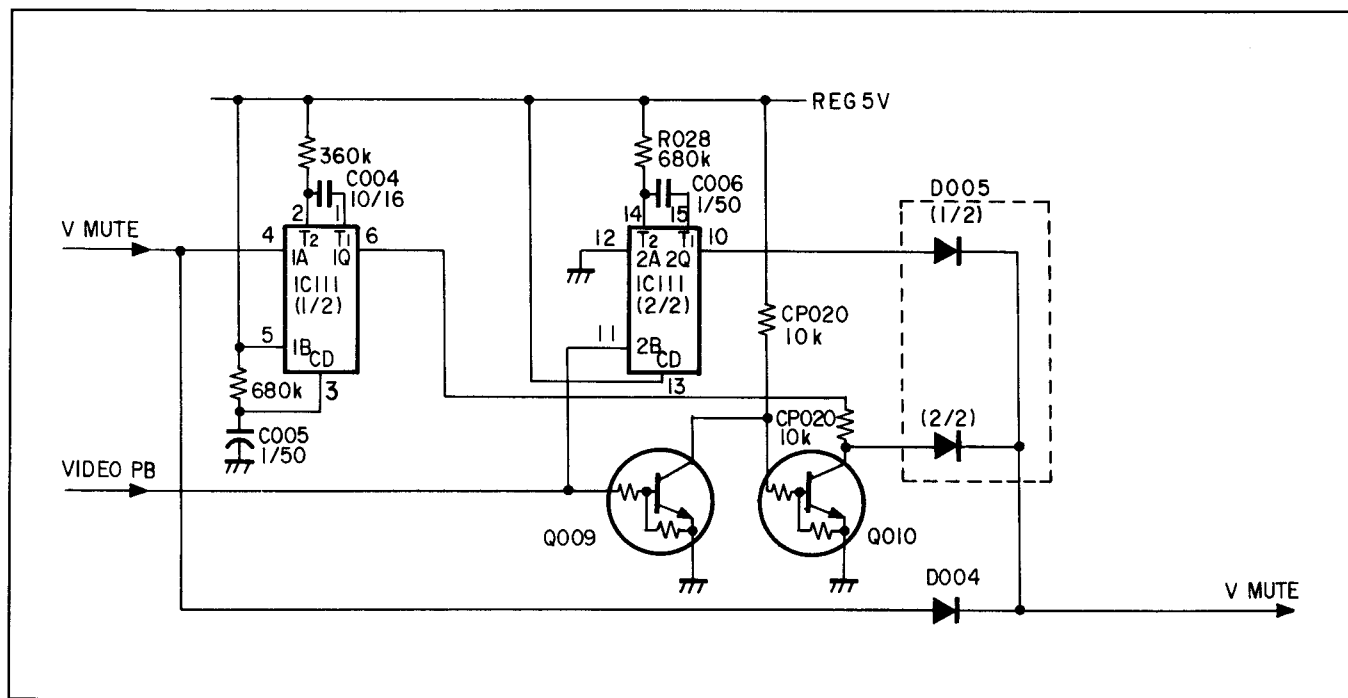 REG 5V
360k
C004
10/16
2
1
T2 T1
V MUTE
4
6
1A 1Q
IC111
(1/2)
5
1B
CD
3
680k
C005
1/50
R028
680k
C006
1/50
14
15
T2 T1
12
10
2A 2Q
IC111
(2/2)
11
2B
CD
13
CP020
10k
CP020
10k
D005
(1/2)
(2/2)
VIDEO PB
Q009
Q010
D004
V MUTE